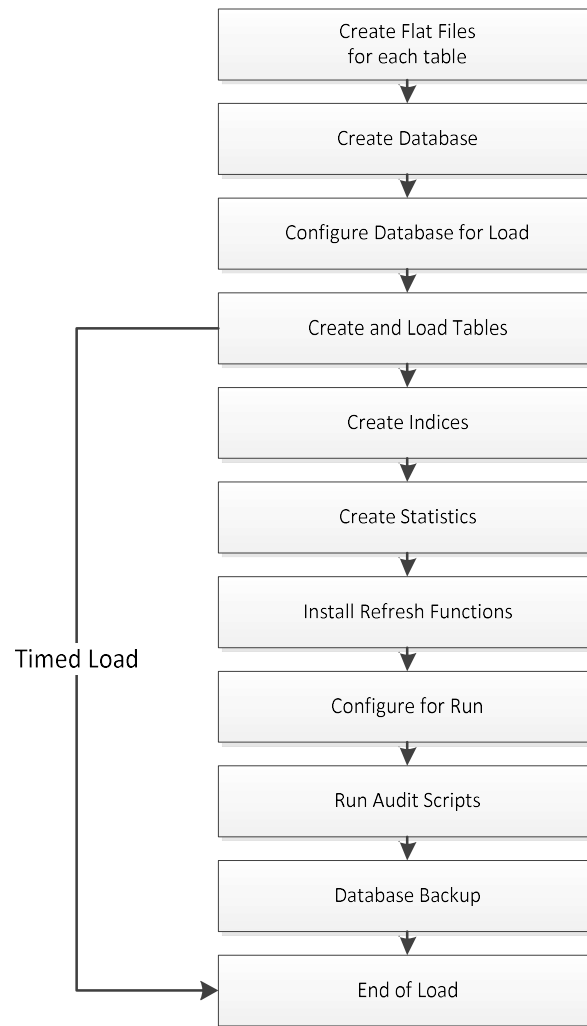 Create Flat Files
for each table
Create Database
Configure Database for Load
Create and Load Tables
Create Indices
Create Statistics
Install Refresh Functions
Timed Load
Configure for Run
Run Audit Scripts
Database Backup
End of Load